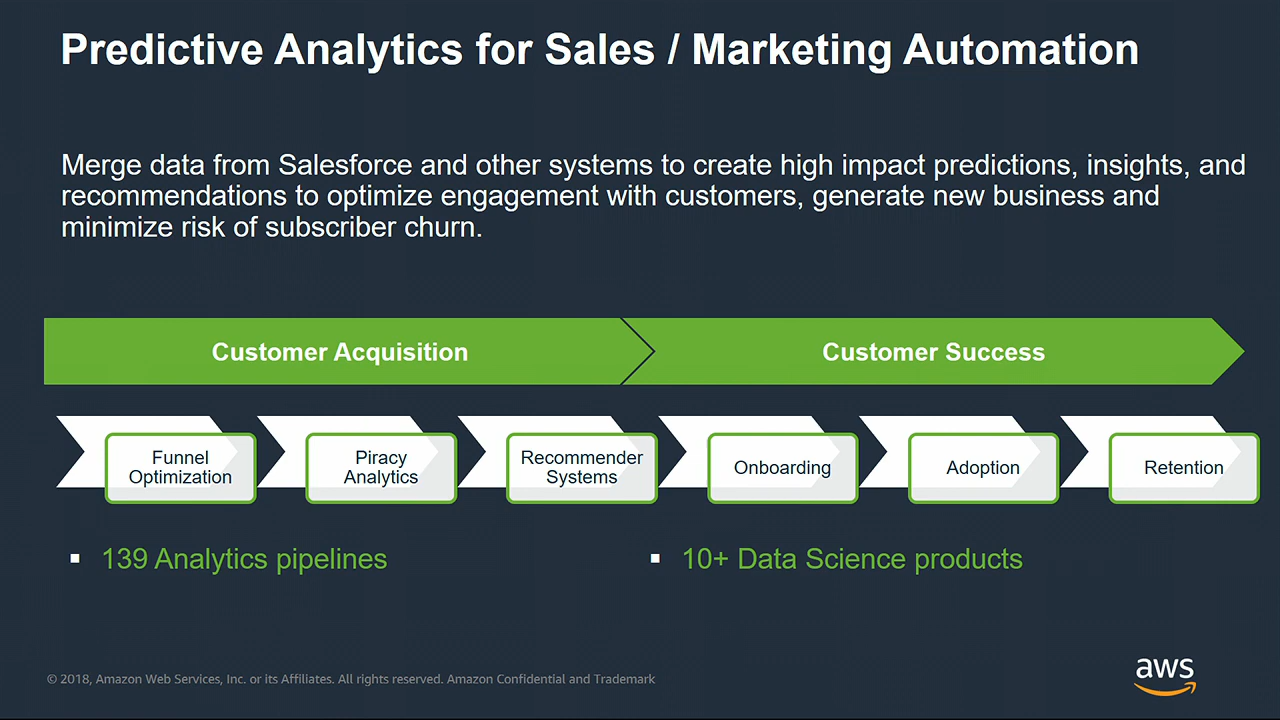 Predictive Analytics for Sales / Marketing Automation
Merge data from Salesforce and other systems to create high impact predictions, insights, and
recommendations to optimize engagement with customers, generate new business and
minimize risk of subscriber churn.
Customer Acquisition
Customer Success
Funnel
Optimization
Piracy
Analytics
Recommender
Systems
Onboarding
Adoption
Retention
▪ 139 Analytics pipelines
▪ 10+ Data Science products
© 2018, Amazon Web Services, Inc. or its Affiliates. All rights reserved. Amazon Confidential and Trademark
aws